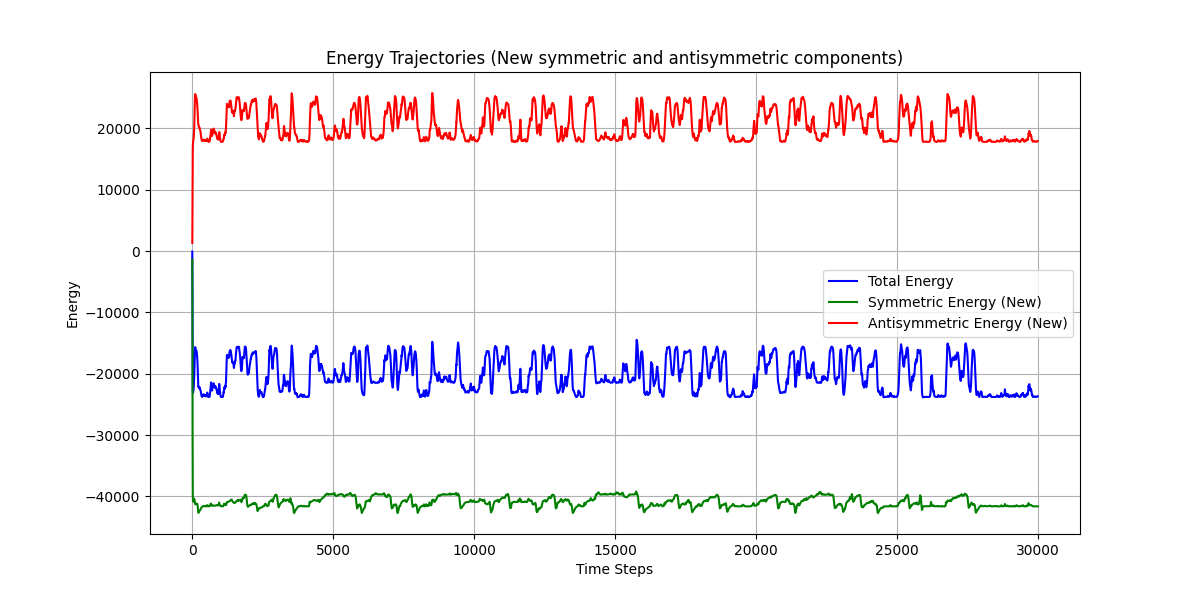 Energy Trajectories (New symmetric and antisymmetric components)
20000
10000
0
−10000
−20000
−30000
−40000
Energy
Total Energy
Symmetric Energy (New)
Antisymmetric Energy (New)
0 5000 10000 15000 20000 25000 30000
Time Steps